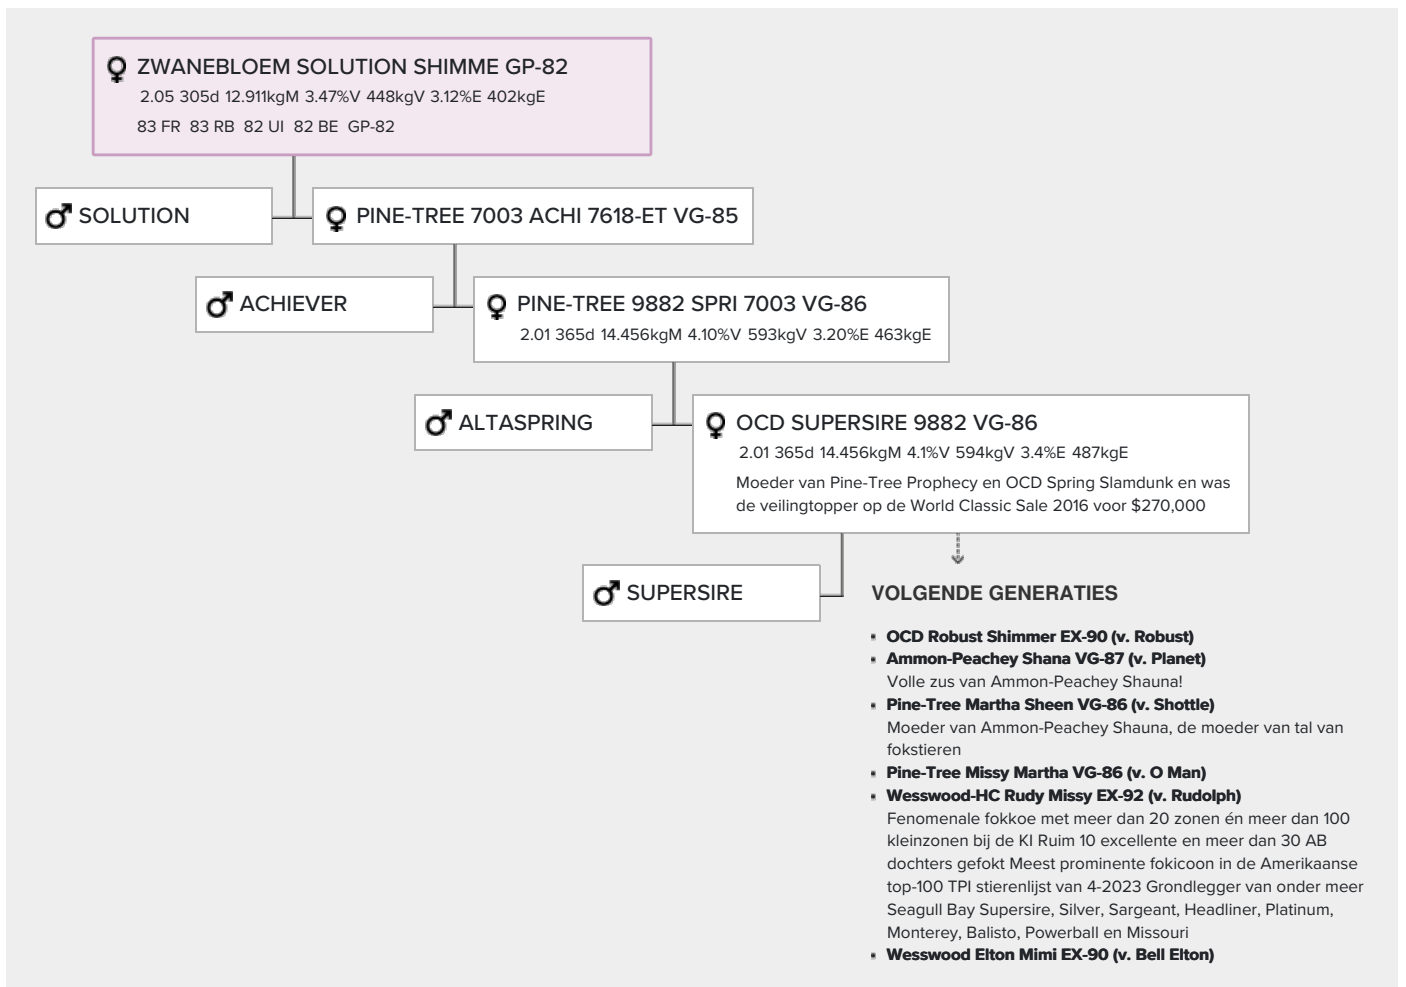 ZWANEBLOEM SOLUTION SHIMME GP-82
2.05 305d 12.911kgM 3.47%V 448kgV 3.12%E 402kgE
83 FR 83 RB 82 UI 82 BE GP-82
SOLUTION
PINE-TREE 7003 ACHI 7618-ET VG-85
ACHIEVER
PINE-TREE 9882 SPRI 7003 VG-86
2.01 365d 14.456kgM 4.10%V 593kgV 3.20%E 463kgE
ALTASPRING
OCD SUPERSIRE 9882 VG-86
2.01 365d 14.456kgM 4.1%V 594kgV 3.4%E 487kgE
Moeder van Pine-Tree Prophecy en OCD Spring Slamdunk en was
de veilingtopper op de World Classic Sale 2016 voor $270,000
SUPERSIRE
VOLGENDE GENERATIES
▪ OCD Robust Shimmer EX-90 (v. Robust)
▪ Ammon-Peachey Shana VG-87 (v. Planet)
Volle zus van Ammon-Peachey Shauna!
▪ Pine-Tree Martha Sheen VG-86 (v. Shottle)
Moeder van Ammon-Peachey Shauna, de moeder van tal van
fokstieren
▪ Pine-Tree Missy Martha VG-86 (v. O Man)
▪ Wesswood-HC Rudy Missy EX-92 (v. Rudolph)
Fenomenale fokkoe met meer dan 20 zonen én meer dan 100
kleinzonen bij de KI Ruim 10 excellente en meer dan 30 AB
dochters gefokt Meest prominente fokicoon in de Amerikaanse
top-100 TPI stierenlijst van 4-2023 Grondlegger van onder meer
Seagull Bay Supersire, Silver, Sargeant, Headliner, Platinum,
Monterey, Balisto, Powerball en Missouri
▪ Wesswood Elton Mimi EX-90 (v. Bell Elton)